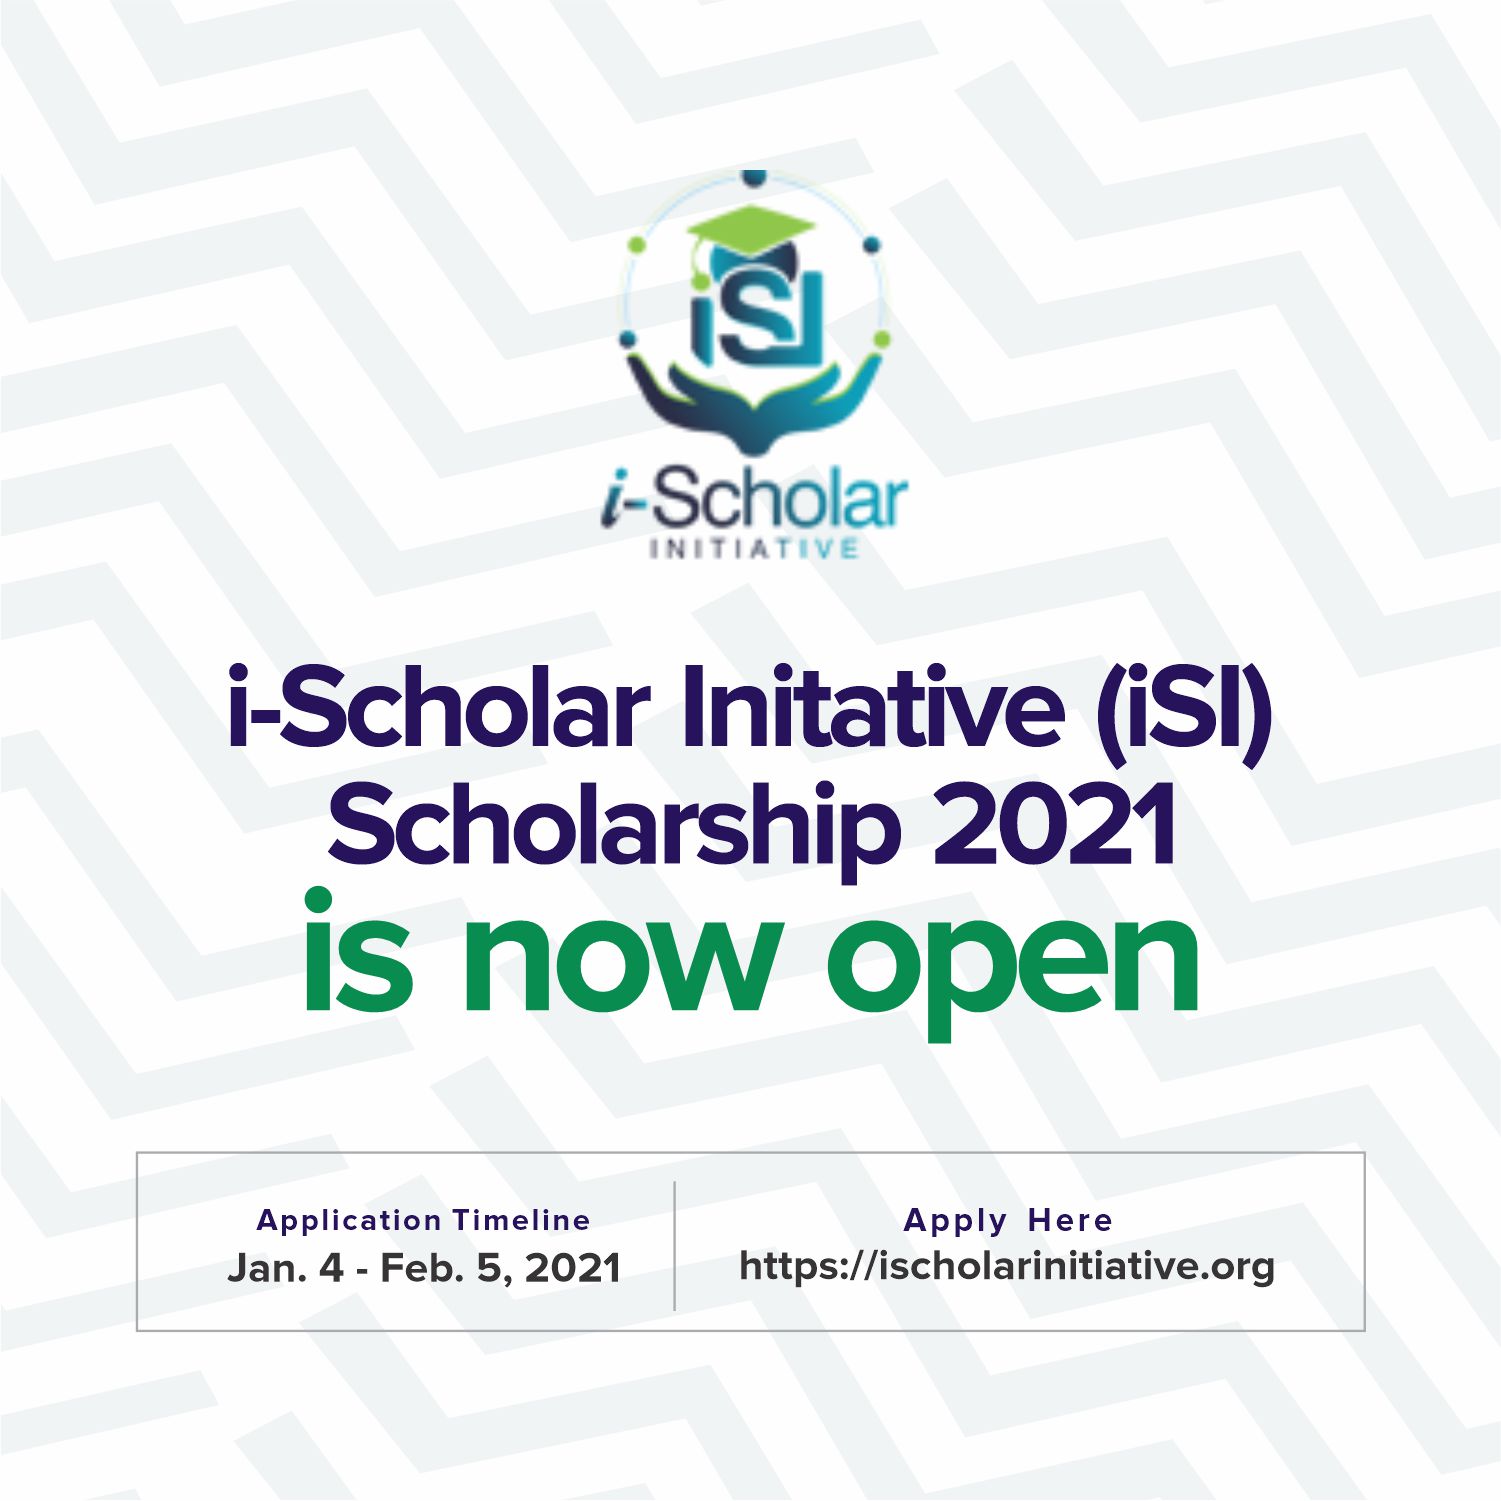 iSI
i-Scholar
INITIATIVE
i-Scholar Initative (iSI)
Scholarship 2021
is now open
Application Timeline
Jan. 4 - Feb. 5, 2021
Apply Here
https://ischolarinitiative.org